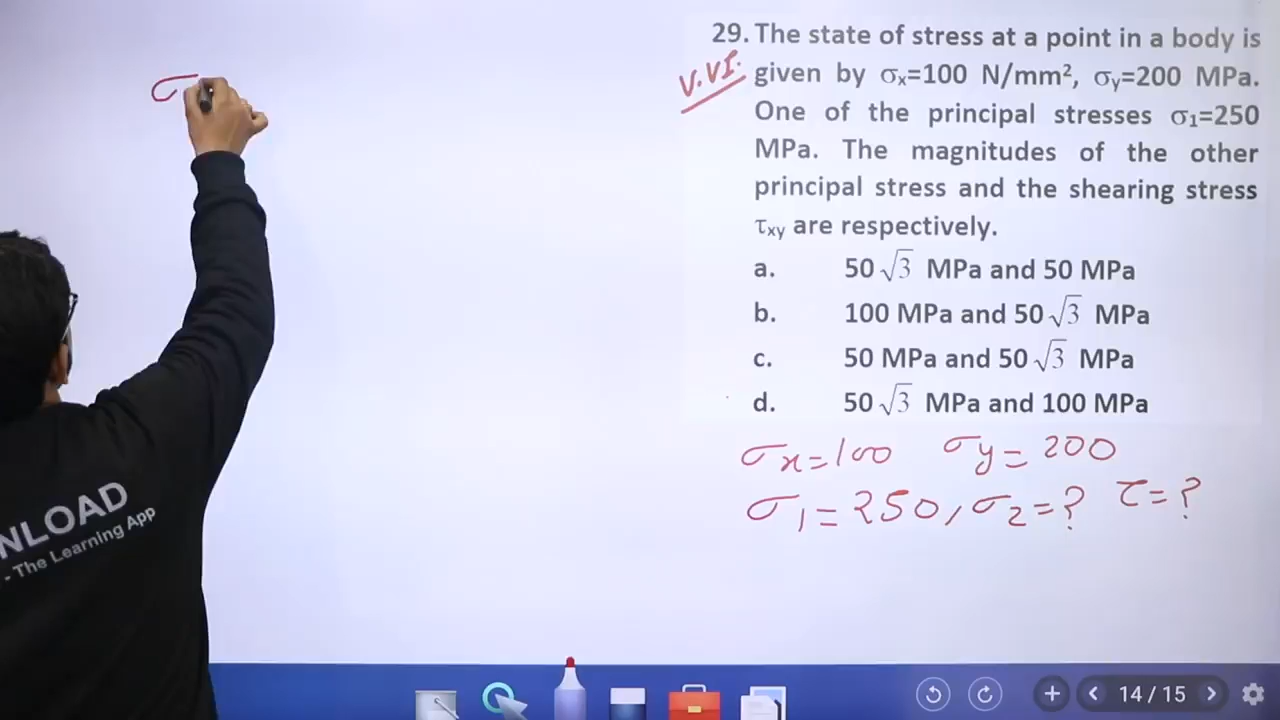 29. The state of stress at a point in a body is
V.VI. given by σx=100 N/mm², σy=200 MPa.
One of the principal stresses σ1=250
MPa. The magnitudes of the other
principal stress and the shearing stress
τxy are respectively.
a. 50√3 MPa and 50 MPa
b. 100 MPa and 50√3 MPa
c. 50 MPa and 50√3 MPa
d. 50√3 MPa and 100 MPa
σx=100 σy=200
σ1=250, σ2=? τ=?
σ
NLOAD
- The Learning App
14 / 15